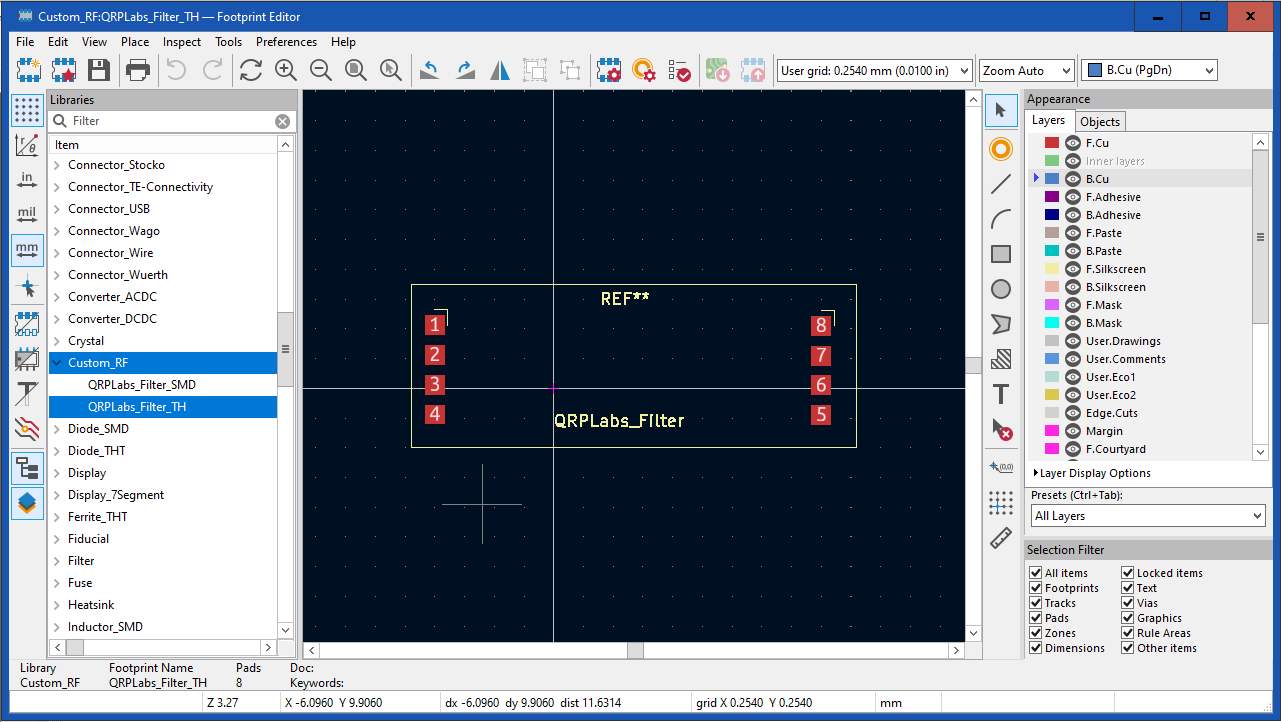 Custom_RF:QRPLabs_Filter_TH — Footprint Editor
File Edit View Place Inspect Tools Preferences Help
User grid: 0.2540 mm (0.0100 in)
Zoom Auto
B.Cu (PgDn)
Libraries
Filter
Item
Connector_Stocko
Connector_TE-Connectivity
Connector_USB
Connector_Wago
Connector_Wire
Connector_Wuerth
Converter_ACDC
Converter_DCDC
Crystal
Custom_RF
QRPLabs_Filter_SMD
QRPLabs_Filter_TH
Diode_SMD
Diode_THT
Display
Display_7Segment
Ferrite_THT
Fiducial
Filter
Fuse
Heatsink
Inductor_SMD
r θ
in
mil
mm
REF**
1 8
2 7
3 6
4 5
QRPLabs_Filter
(0,0)
Appearance
Layers Objects
F.Cu
Inner layers
B.Cu
F.Adhesive
B.Adhesive
F.Paste
B.Paste
F.Silkscreen
B.Silkscreen
F.Mask
B.Mask
User.Drawings
User.Comments
User.Eco1
User.Eco2
Edge.Cuts
Margin
F.Courtyard
Layer Display Options
Presets (Ctrl+Tab):
All Layers
Selection Filter
All items Locked items
Footprints Text
Tracks Vias
Pads Graphics
Zones Rule Areas
Dimensions Other items
Library Footprint Name Pads Doc:
Custom_RF QRPLabs_Filter_TH 8 Keywords:
Z 3.27 X -6.0960 Y 9.9060 dx -6.0960 dy 9.9060 dist 11.6314 grid X 0.2540 Y 0.2540 mm